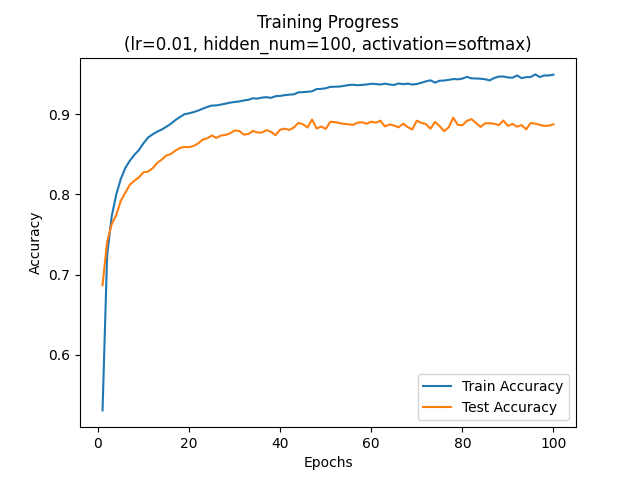 Training Progress
(lr=0.01, hidden_num=100, activation=softmax)
Accuracy
0.9
0.8
0.7
0.6
0
20
40
60
80
100
Epochs
Train Accuracy
Test Accuracy